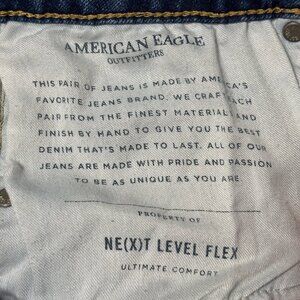 AMERICAN EAGLE
OUTFITTERS
THIS PAIR OF JEANS IS MADE BY AMERICA'S
FAVORITE JEANS BRAND. WE CRAFT EACH
PAIR FROM THE FINEST MATERIALS AND
FINISH BY HAND TO GIVE YOU THE BEST
DENIM THAT'S MADE TO LAST. ALL OF OUR
JEANS ARE MADE WITH PRIDE AND PASSION
TO BE AS UNIQUE AS YOU ARE.
PROPERTY OF
NE(X)T LEVEL FLEX
ULTIMATE COMFORT